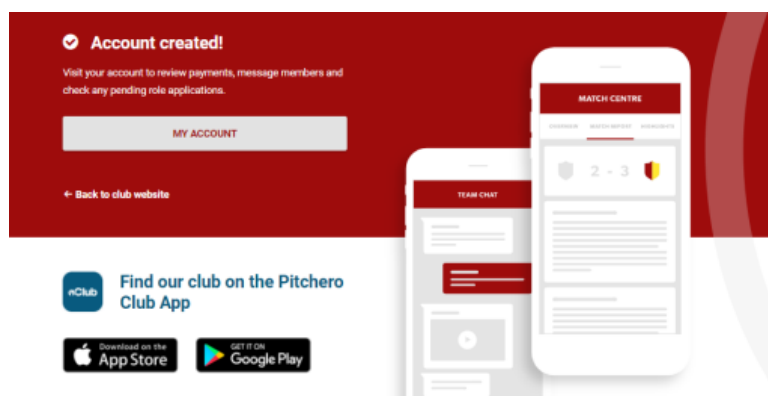 Account created!
Visit your account to review payments, message members and
check any pending role applications.
MY ACCOUNT
← Back to club website
MATCH CENTRE
MATCH REPORT
2 - 3
TEAM CHAT
Find our club on the Pitchero
Club App
Download on the
App Store
GET IT ON
Google Play